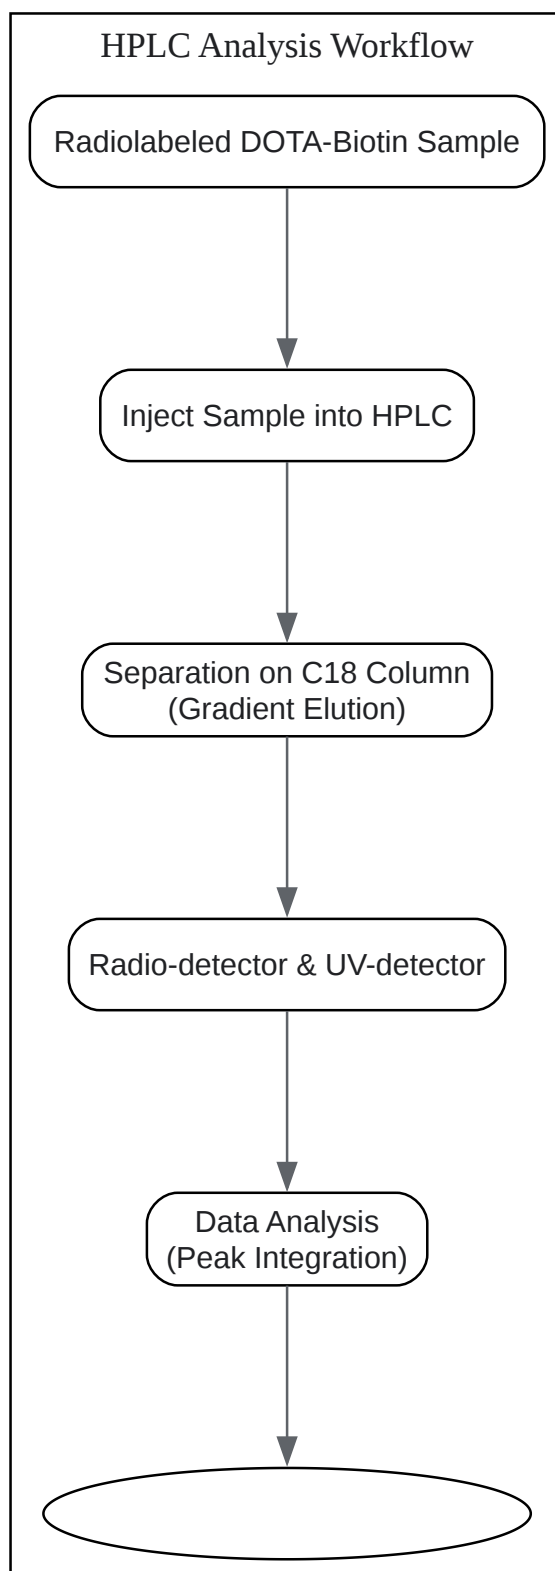 HPLC Analysis Workflow
Radiolabeled DOTA-Biotin Sample
Inject Sample into HPLC
Separation on C18 Column
(Gradient Elution)
Radio-detector & UV-detector
Data Analysis
(Peak Integration)